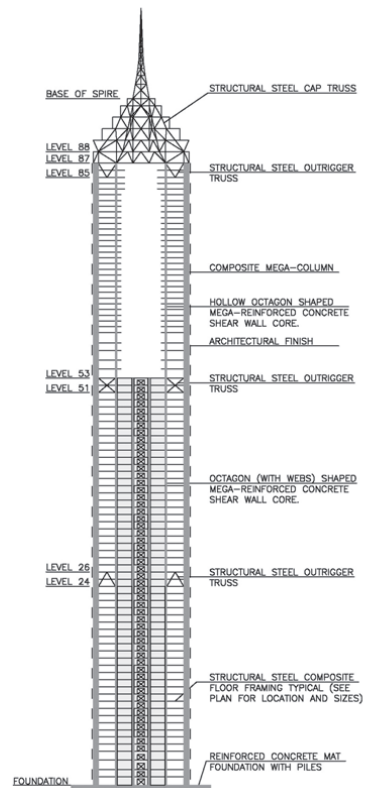 BASE OF SPIRE
STRUCTURAL STEEL CAP TRUSS
LEVEL 88
LEVEL 87
LEVEL 85
STRUCTURAL STEEL OUTRIGGER
TRUSS
COMPOSITE MEGA-COLUMN
HOLLOW OCTAGON SHAPED
MEGA-REINFORCED CONCRETE
SHEAR WALL CORE.
ARCHITECTURAL FINISH
LEVEL 53
LEVEL 51
STRUCTURAL STEEL OUTRIGGER
TRUSS
OCTAGON (WITH WEBS) SHAPED
MEGA-REINFORCED CONCRETE
SHEAR WALL CORE.
LEVEL 26
LEVEL 24
STRUCTURAL STEEL OUTRIGGER
TRUSS
STRUCTURAL STEEL COMPOSITE
FLOOR FRAMING TYPICAL (SEE
PLAN FOR LOCATION AND SIZES)
REINFORCED CONCRETE MAT
FOUNDATION WITH PILES
FOUNDATION